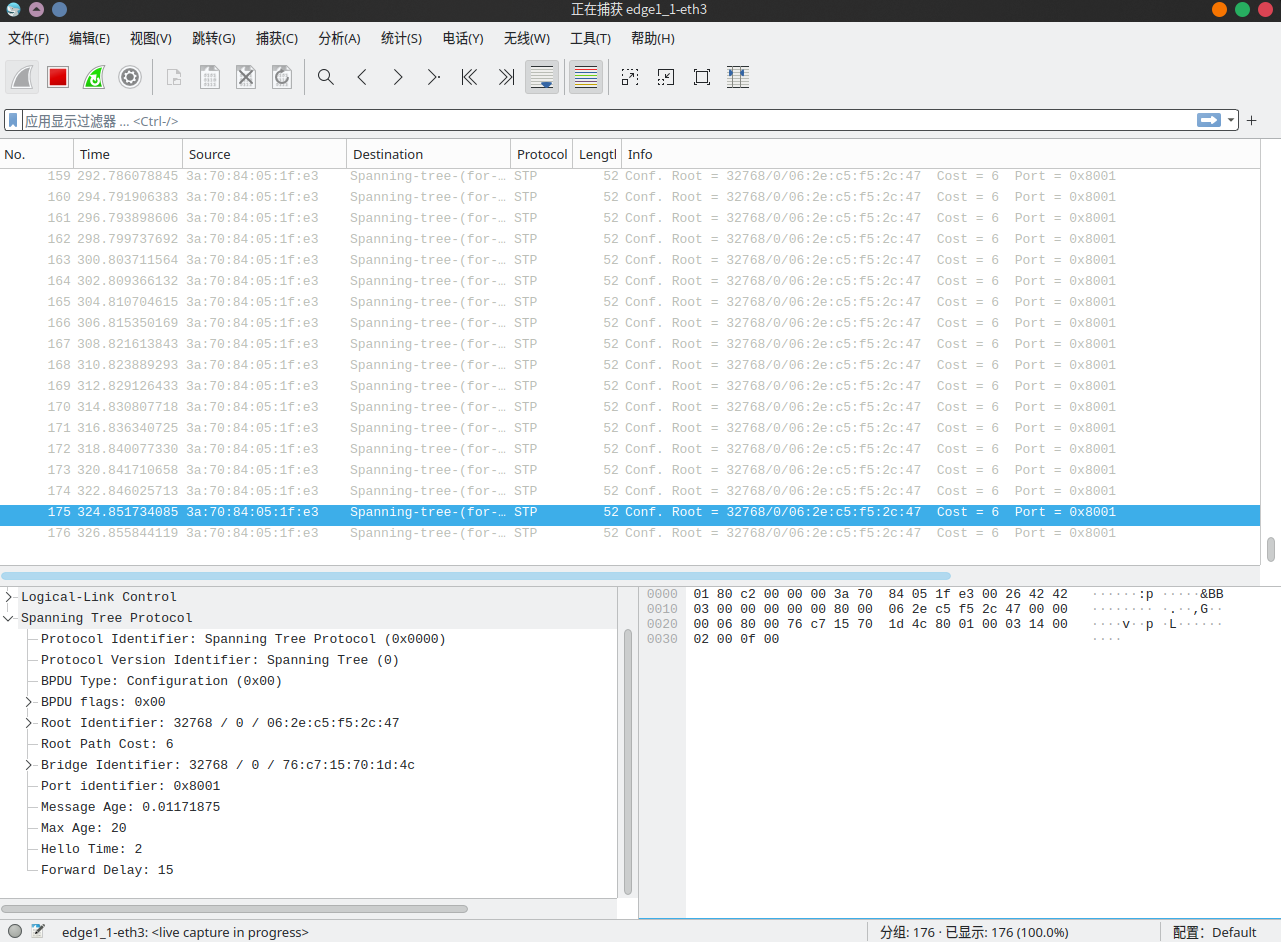 正在捕获 edge1_1-eth3
文件(F) 编辑(E) 视图(V) 跳转(G) 捕获(C) 分析(A) 统计(S) 电话(Y) 无线(W) 工具(T) 帮助(H)
应用显示过滤器 ... <Ctrl-/>
No. Time Source Destination Protocol Lengtl Info
159 292.786078845 3a:70:84:05:1f:e3 Spanning-tree-(for-… STP 52 Conf. Root = 32768/0/06:2e:c5:f5:2c:47 Cost = 6 Port = 0x8001
160 294.791906383 3a:70:84:05:1f:e3 Spanning-tree-(for-… STP 52 Conf. Root = 32768/0/06:2e:c5:f5:2c:47 Cost = 6 Port = 0x8001
161 296.793898606 3a:70:84:05:1f:e3 Spanning-tree-(for-… STP 52 Conf. Root = 32768/0/06:2e:c5:f5:2c:47 Cost = 6 Port = 0x8001
162 298.799737692 3a:70:84:05:1f:e3 Spanning-tree-(for-… STP 52 Conf. Root = 32768/0/06:2e:c5:f5:2c:47 Cost = 6 Port = 0x8001
163 300.803711564 3a:70:84:05:1f:e3 Spanning-tree-(for-… STP 52 Conf. Root = 32768/0/06:2e:c5:f5:2c:47 Cost = 6 Port = 0x8001
164 302.809366132 3a:70:84:05:1f:e3 Spanning-tree-(for-… STP 52 Conf. Root = 32768/0/06:2e:c5:f5:2c:47 Cost = 6 Port = 0x8001
165 304.810704615 3a:70:84:05:1f:e3 Spanning-tree-(for-… STP 52 Conf. Root = 32768/0/06:2e:c5:f5:2c:47 Cost = 6 Port = 0x8001
166 306.815350169 3a:70:84:05:1f:e3 Spanning-tree-(for-… STP 52 Conf. Root = 32768/0/06:2e:c5:f5:2c:47 Cost = 6 Port = 0x8001
167 308.821613843 3a:70:84:05:1f:e3 Spanning-tree-(for-… STP 52 Conf. Root = 32768/0/06:2e:c5:f5:2c:47 Cost = 6 Port = 0x8001
168 310.823889293 3a:70:84:05:1f:e3 Spanning-tree-(for-… STP 52 Conf. Root = 32768/0/06:2e:c5:f5:2c:47 Cost = 6 Port = 0x8001
169 312.829126433 3a:70:84:05:1f:e3 Spanning-tree-(for-… STP 52 Conf. Root = 32768/0/06:2e:c5:f5:2c:47 Cost = 6 Port = 0x8001
170 314.830807718 3a:70:84:05:1f:e3 Spanning-tree-(for-… STP 52 Conf. Root = 32768/0/06:2e:c5:f5:2c:47 Cost = 6 Port = 0x8001
171 316.836340725 3a:70:84:05:1f:e3 Spanning-tree-(for-… STP 52 Conf. Root = 32768/0/06:2e:c5:f5:2c:47 Cost = 6 Port = 0x8001
172 318.840077330 3a:70:84:05:1f:e3 Spanning-tree-(for-… STP 52 Conf. Root = 32768/0/06:2e:c5:f5:2c:47 Cost = 6 Port = 0x8001
173 320.841710658 3a:70:84:05:1f:e3 Spanning-tree-(for-… STP 52 Conf. Root = 32768/0/06:2e:c5:f5:2c:47 Cost = 6 Port = 0x8001
174 322.846025713 3a:70:84:05:1f:e3 Spanning-tree-(for-… STP 52 Conf. Root = 32768/0/06:2e:c5:f5:2c:47 Cost = 6 Port = 0x8001
175 324.851734085 3a:70:84:05:1f:e3 Spanning-tree-(for-… STP 52 Conf. Root = 32768/0/06:2e:c5:f5:2c:47 Cost = 6 Port = 0x8001
176 326.855844119 3a:70:84:05:1f:e3 Spanning-tree-(for-… STP 52 Conf. Root = 32768/0/06:2e:c5:f5:2c:47 Cost = 6 Port = 0x8001
Logical-Link Control
Spanning Tree Protocol
Protocol Identifier: Spanning Tree Protocol (0x0000)
Protocol Version Identifier: Spanning Tree (0)
BPDU Type: Configuration (0x00)
BPDU flags: 0x00
Root Identifier: 32768 / 0 / 06:2e:c5:f5:2c:47
Root Path Cost: 6
Bridge Identifier: 32768 / 0 / 76:c7:15:70:1d:4c
Port identifier: 0x8001
Message Age: 0.01171875
Max Age: 20
Hello Time: 2
Forward Delay: 15
0000 01 80 c2 00 00 00 3a 70 84 05 1f e3 00 26 42 42 ······:p ·····&BB
0010 03 00 00 00 00 00 80 00 06 2e c5 f5 2c 47 00 00 ········ ·.··,G··
0020 00 06 80 00 76 c7 15 70 1d 4c 80 01 00 03 14 00 ····v··p ·L······
0030 02 00 0f 00 ····
edge1_1-eth3: <live capture in progress> 分组: 176 · 已显示: 176 (100.0%) 配置: Default